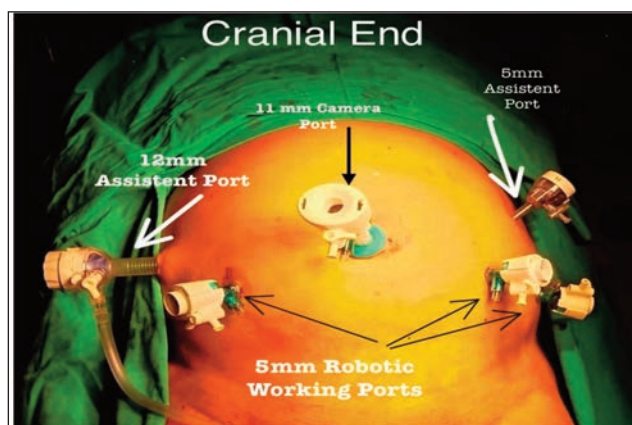 Cranial End
5mm
Assistent
Port
11 mm Camera
Port
12mm
Assistent Port
5mm Robotic
Working Ports